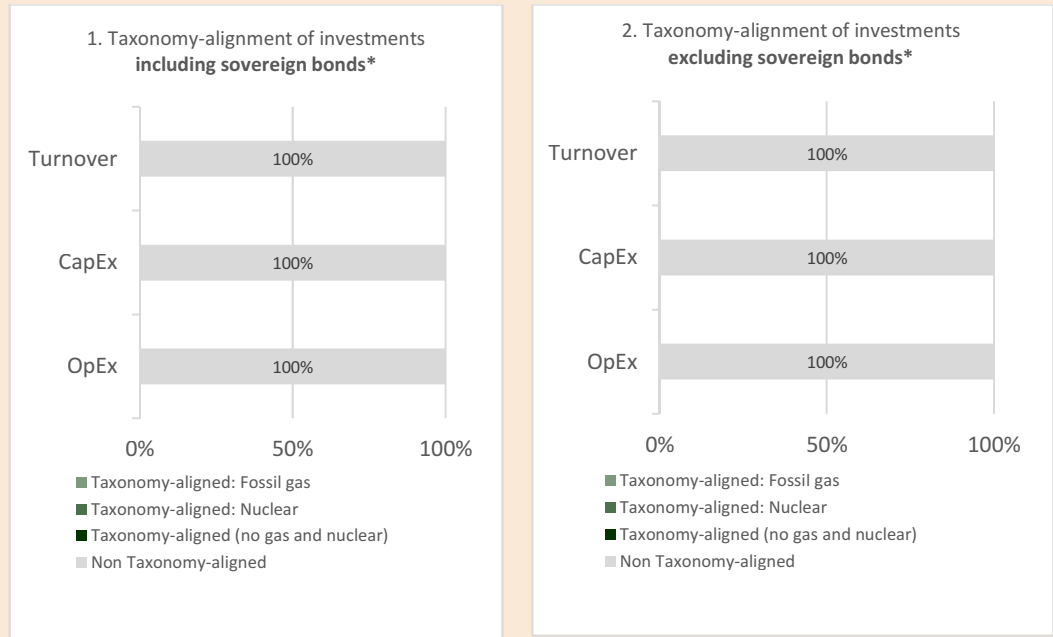 1. Taxonomy-alignment of investments
including sovereign bonds*
Turnover
100%
CapEx
100%
OpEx
100%
0%
50%
100%
Taxonomy-aligned: Fossil gas
Taxonomy-aligned: Nuclear
Taxonomy-aligned (no gas and nuclear)
Non Taxonomy-aligned
2. Taxonomy-alignment of investments
excluding sovereign bonds*
Turnover
100%
CapEx
100%
OpEx
100%
0%
50%
100%
Taxonomy-aligned: Fossil gas
Taxonomy-aligned: Nuclear
Taxonomy-aligned (no gas and nuclear)
Non Taxonomy-aligned